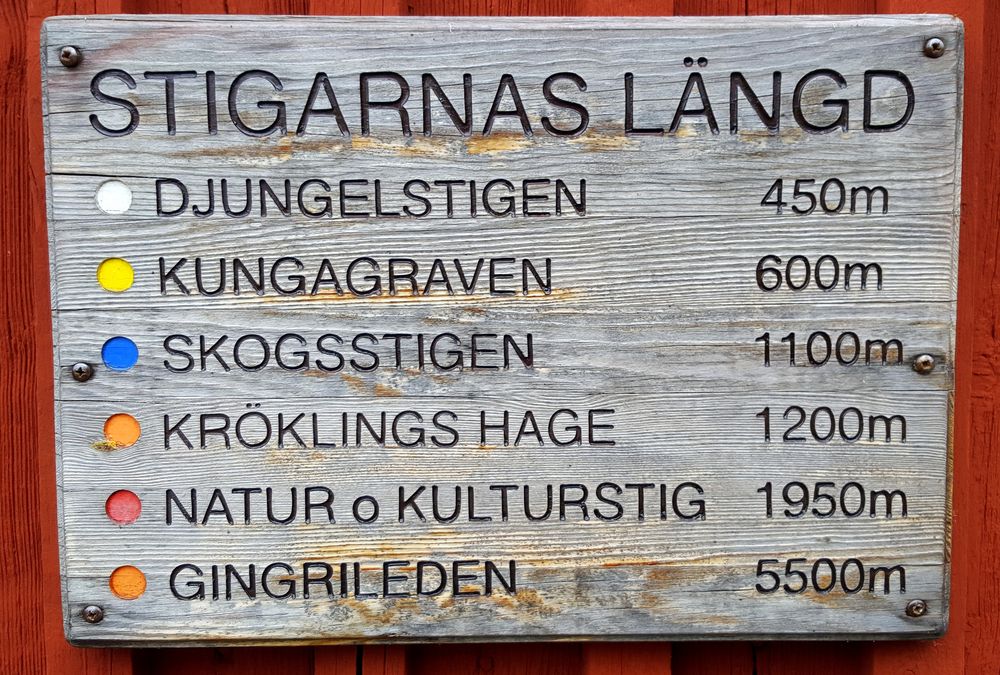 STIGARNAS LÄNGD
DJUNGELSTIGEN 450m
KUNGAGRAVEN 600m
SKOGSSTIGEN 1100m
KRÖKLINGS HAGE 1200m
NATUR o KULTURSTIG 1950m
GINGRILEDEN 5500m